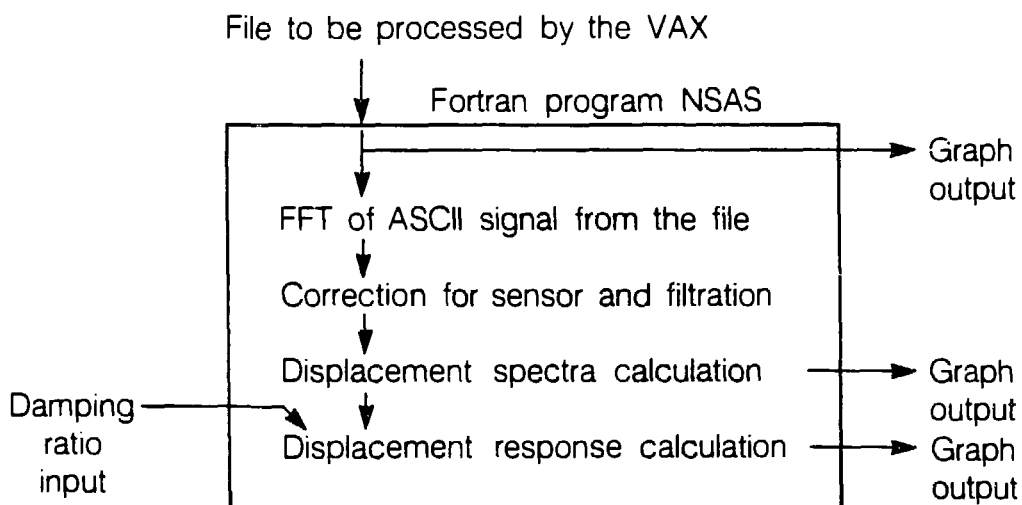 File to be processed by the VAX
Fortran program NSAS
Graph
output
FFT of ASCII signal from the file
Correction for sensor and filtration
Displacement spectra calculation
Graph
output
Damping
ratio
input
Displacement response calculation
Graph
output